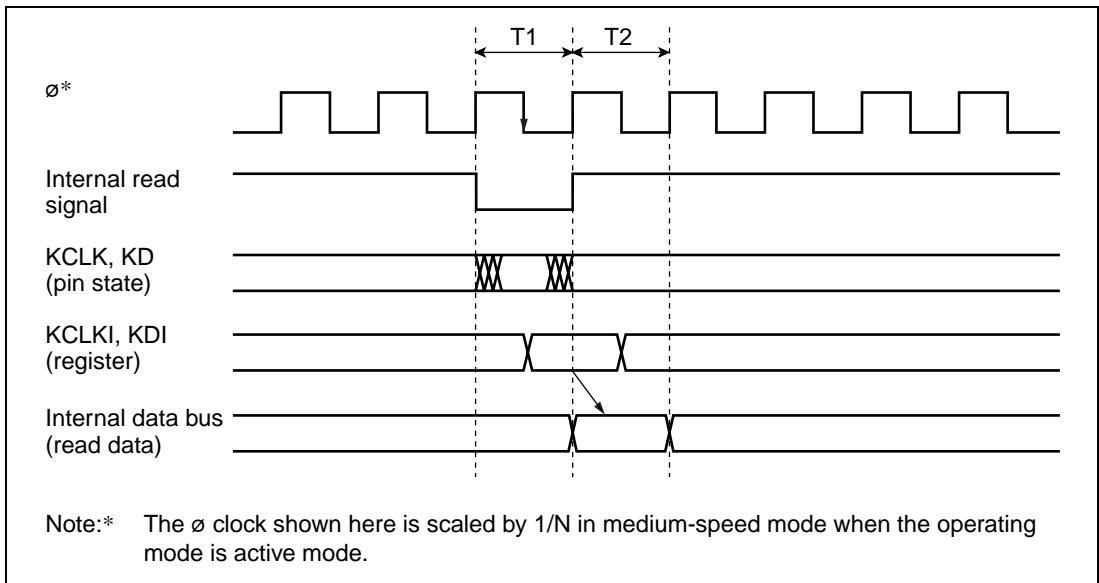 T1 T2
ø*
Internal read
signal
KCLK, KD
(pin state)
KCLKI, KDI
(register)
Internal data bus
(read data)
Note:* The ø clock shown here is scaled by 1/N in medium-speed mode when the operating
mode is active mode.